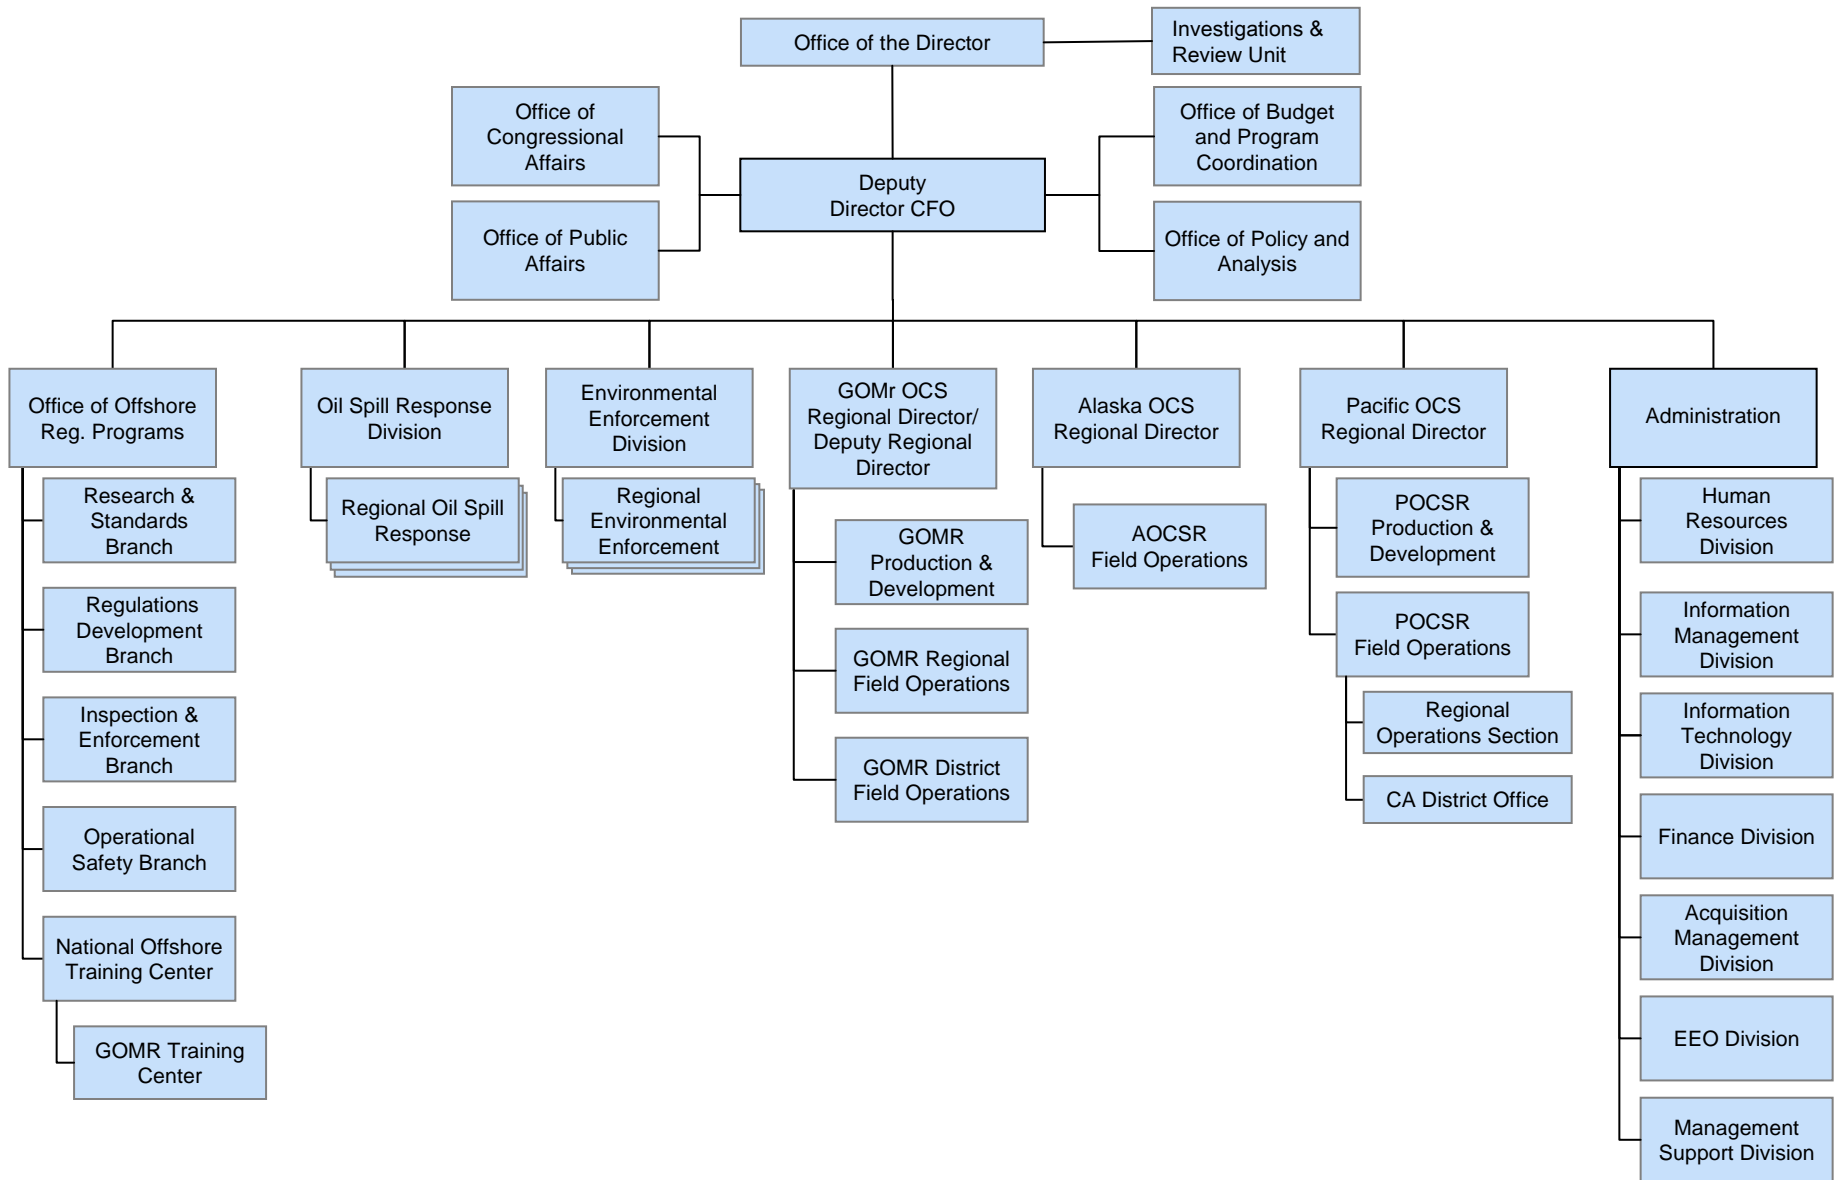 Office of the Director
Investigations &
Review Unit
Office of
Congressional
Affairs
Office of Budget
and Program
Coordination
Deputy
Director CFO
Office of Public
Affairs
Office of Policy and
Analysis
Office of Offshore
Reg. Programs
Oil Spill Response
Division
Environmental
Enforcement
Division
GOMr OCS
Regional Director/
Deputy Regional
Director
Alaska OCS
Regional Director
Pacific OCS
Regional Director
Administration
Research &
Standards
Branch
Regulations
Development
Branch
Inspection &
Enforcement
Branch
Operational
Safety Branch
National Offshore
Training Center
GOMR Training
Center
Regional Oil Spill
Response
Regional
Environmental
Enforcement
GOMR
Production &
Development
GOMR Regional
Field Operations
GOMR District
Field Operations
AOCSR
Field Operations
POCSR
Production &
Development
POCSR
Field Operations
Regional
Operations Section
CA District Office
Human
Resources
Division
Information
Management
Division
Information
Technology
Division
Finance Division
Acquisition
Management
Division
EEO Division
Management
Support Division